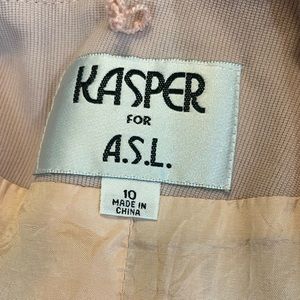 KASPER
FOR
A.S.L.
10
MADE IN
CHINA